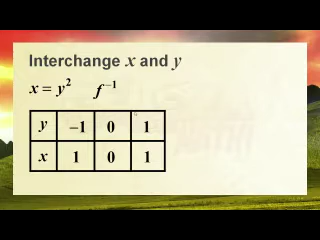 Interchange x and y
x = y² f⁻¹
y -1 0 1
x 1 0 1